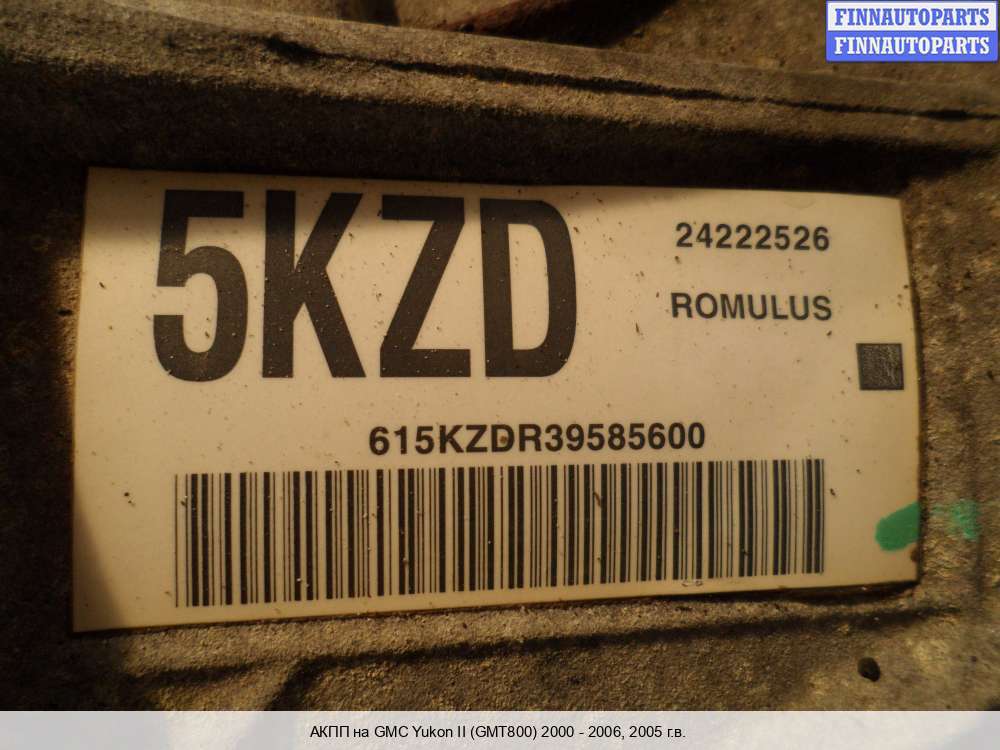 FINNAUTOPARTS
FINNAUTOPARTS
5KZD
24222526
ROMULUS
615KZDR39585600
АКПП на GMC Yukon II (GMT800) 2000 - 2006, 2005 г.в.